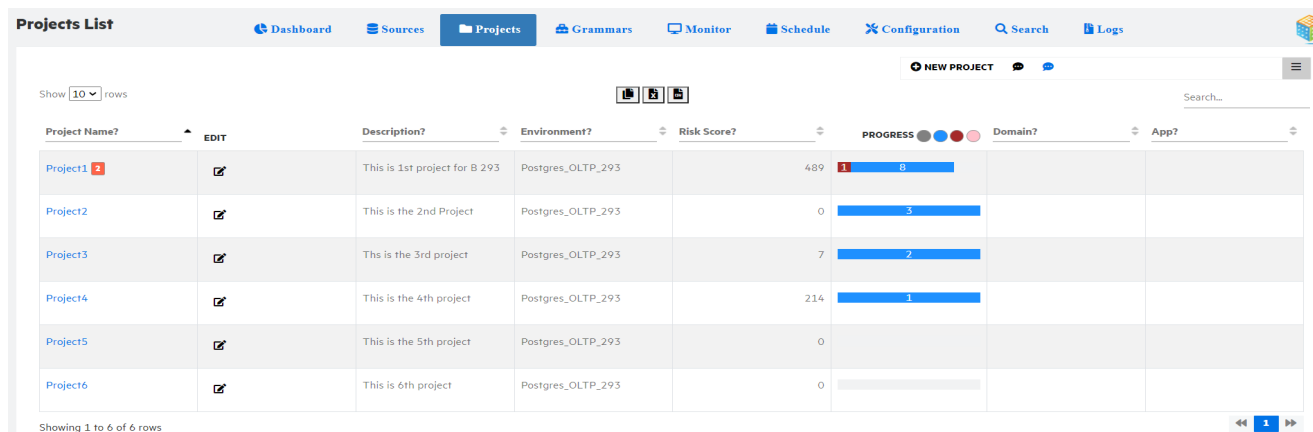 Projects List Dashboard Sources Projects Grammars Monitor Schedule Configuration Search Logs
NEW PROJECT
Show 10 rows
Search...
Project Name? EDIT Description? Environment? Risk Score? PROGRESS Domain? App?
Project1 2 This is 1st project for B 293 Postgres_OLTP_293 489 1 8
Project2 This is the 2nd Project Postgres_OLTP_293 0 3
Project3 Ths is the 3rd project Postgres_OLTP_293 7 2
Project4 This is the 4th project Postgres_OLTP_293 214 1
Project5 This is the 5th project Postgres_OLTP_293 0
Project6 This is 6th project Postgres_OLTP_293 0
Showing 1 to 6 of 6 rows 1